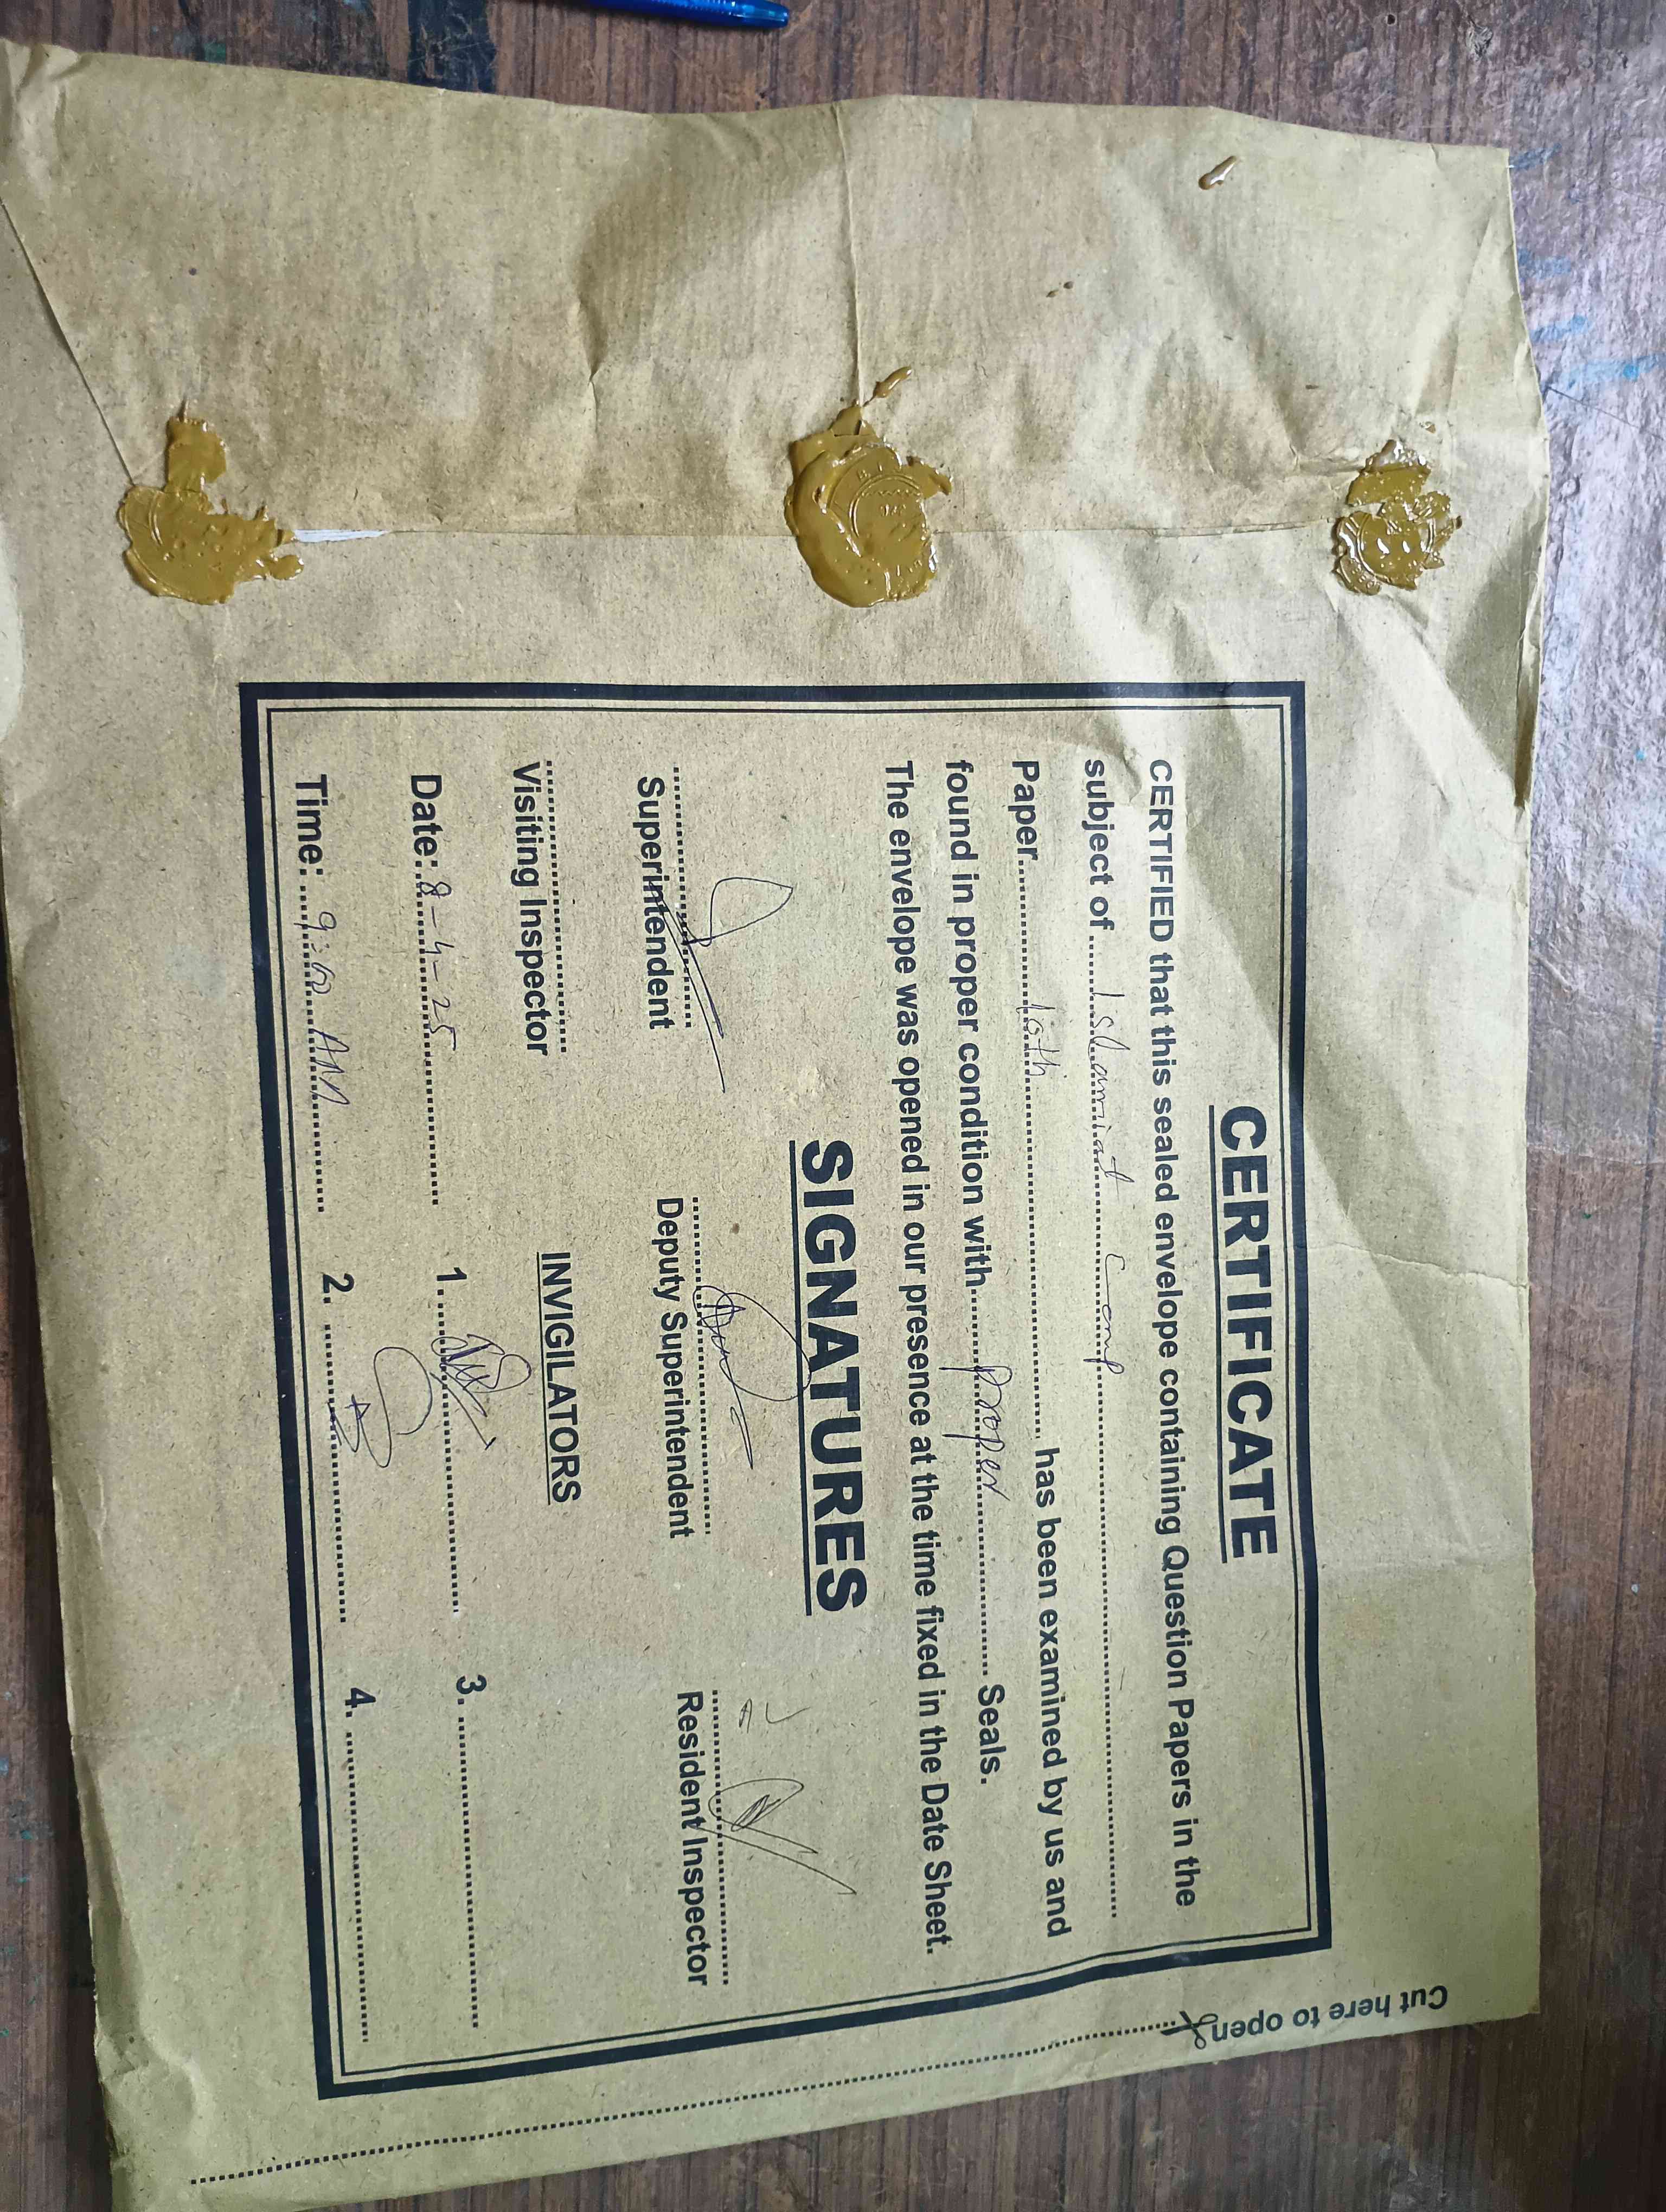 CERTIFICATE
CERTIFIED that this sealed envelope containing Question Papers in the
subject of .... Islamiat Comp
Paper.... 10th .... has been examined by us and
found in proper condition with.... proper .... Seals.
The envelope was opened in our presence at the time fixed in the Date Sheet.
SIGNATURES
Superintendent Deputy Superintendent Resident Inspector
Visiting Inspector INVIGILATORS
Date: 8-4-25 1. 3.
Time: 9:00 AM 2. 4.
Cut here to open